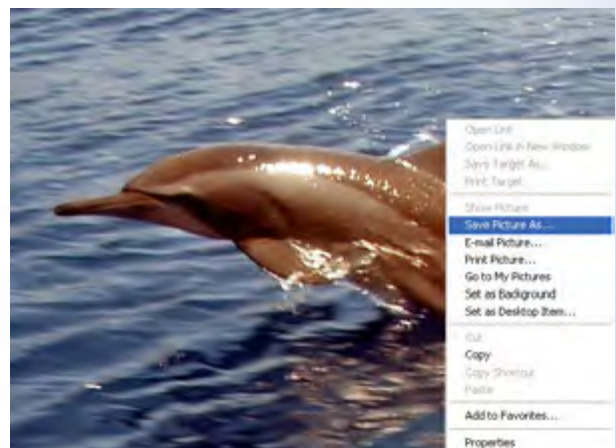 Open Link
Open Link in New Window
Save Target As...
Print Target
Show Picture
Save Picture As...
E-mail Picture...
Print Picture...
Go to My Pictures
Set as Background
Set as Desktop Item...
Cut
Copy
Copy Shortcut
Paste
Add to Favorites...
Properties